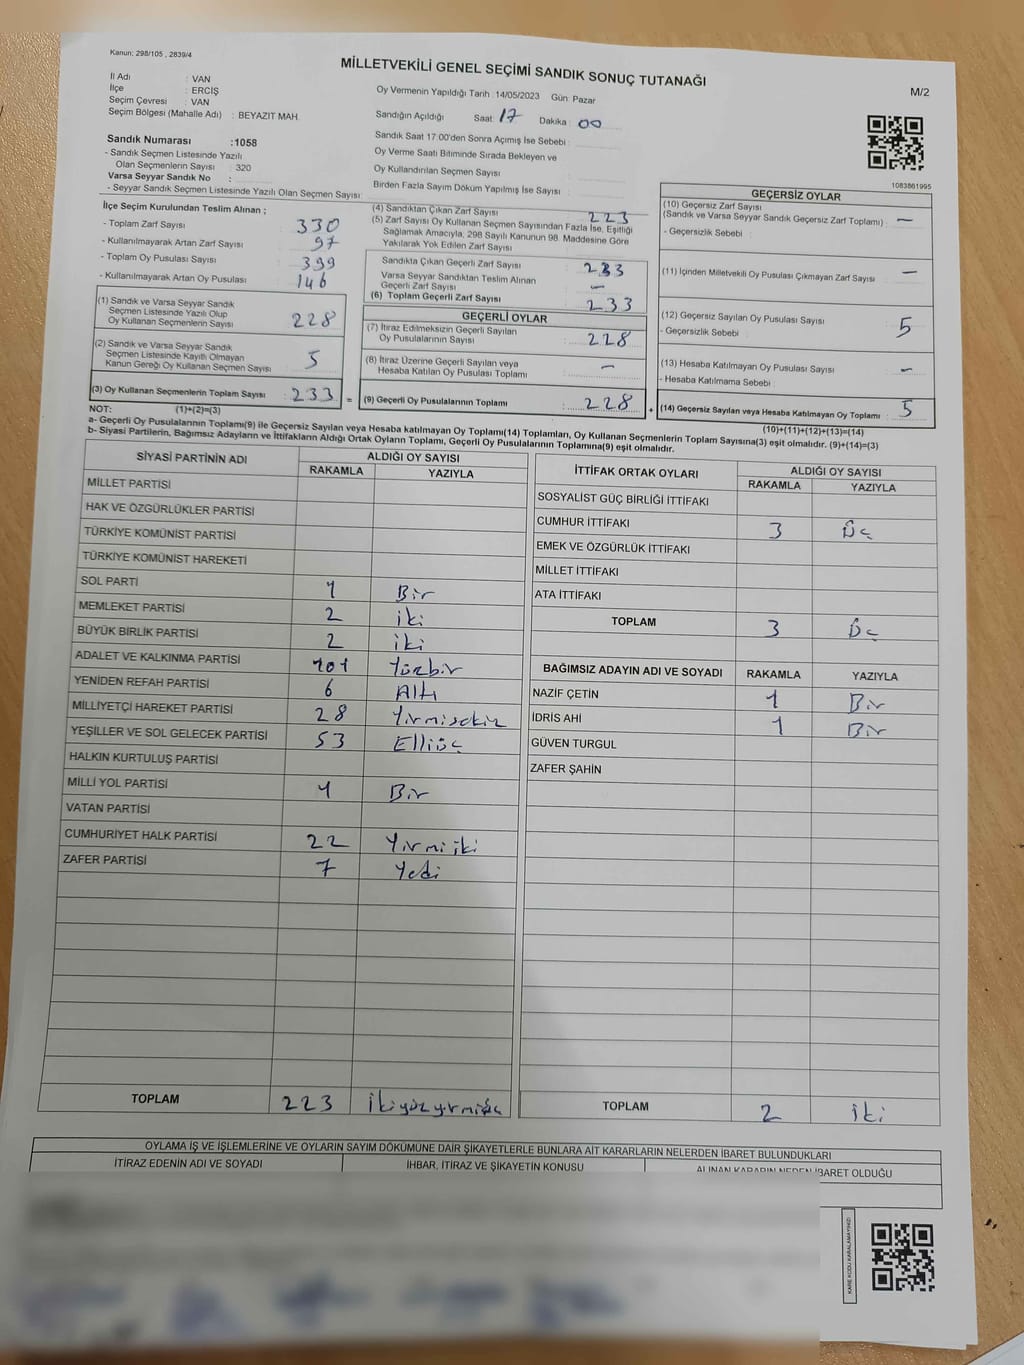 Kanun: 298/105 , 2839/4
MİLLETVEKİLİ GENEL SEÇİMİ SANDIK SONUÇ TUTANAĞI
M/2
İl Adı : VAN
İlçe : ERCİŞ
Seçim Çevresi : VAN
Seçim Bölgesi (Mahalle Adı) : BEYAZIT MAH.
Oy Vermenin Yapıldığı Tarih :14/05/2023 Gün: Pazar
Sandığın Açıldığı Saat: 17 Dakika : 00
Sandık Saat 17:00'den Sonra Açımış İse Sebebi :
Oy Verme Saati Bitiminde Sırada Bekleyen ve
Oy Kullandırılan Seçmen Sayısı :
Birden Fazla Sayım Döküm Yapılmış İse Sayısı :
Sandık Numarası :1058
- Sandık Seçmen Listesinde Yazılı
Olan Seçmenlerin Sayısı : 320
Varsa Seyyar Sandık No :
- Seyyar Sandık Seçmen Listesinde Yazılı Olan Seçmen Sayısı :
1083861995
İlçe Seçim Kurulundan Teslim Alınan ;
- Toplam Zarf Sayısı : 330
- Kullanılmayarak Artan Zarf Sayısı : 97
- Toplam Oy Pusulası Sayısı : 399
- Kullanılmayarak Artan Oy Pusulası : 146
(1) Sandık ve Varsa Seyyar Sandık
Seçmen Listesinde Yazılı Olup
Oy Kullanan Seçmenlerin Sayısı : 228
(2) Sandık ve Varsa Seyyar Sandık
Seçmen Listesinde Kayıtlı Olmayan
Kanun Gereği Oy Kullanan Seçmen Sayısı : 5
(3) Oy Kullanan Seçmenlerin Toplam Sayısı : 233 =
(4) Sandıktan Çıkan Zarf Sayısı : 223
(5) Zarf Sayısı Oy Kullanan Seçmen Sayısından Fazla İse, Eşitliği
Sağlamak Amacıyla, 298 Sayılı Kanunun 98. Maddesine Göre
Yakılarak Yok Edilen Zarf Sayısı :
Sandıkta Çıkan Geçerli Zarf Sayısı : 233
Varsa Seyyar Sandıktan Teslim Alınan
Geçerli Zarf Sayısı : -
(6) Toplam Geçerli Zarf Sayısı : 233
GEÇERLİ OYLAR
(7) İtiraz Edilmeksizin Geçerli Sayılan
Oy Pusulalarının Sayısı : 228
(8) İtiraz Üzerine Geçerli Sayılan veya
Hesaba Katılan Oy Pusulası Toplamı : -
(9) Geçerli Oy Pusulalarının Toplamı : 228 +
GEÇERSİZ OYLAR
(10) Geçersiz Zarf Sayısı
(Sandık ve Varsa Seyyar Sandık Geçersiz Zarf Toplamı) : -
- Geçersizlik Sebebi :
(11) İçinden Milletvekili Oy Pusulası Çıkmayan Zarf Sayısı : -
(12) Geçersiz Sayılan Oy Pusulası Sayısı : 5
- Geçersizlik Sebebi :
(13) Hesaba Katılmayan Oy Pusulası Sayısı : -
- Hesaba Katılmama Sebebi :
(14) Geçersiz Sayılan veya Hesaba Katılmayan Oy Toplamı : 5
NOT: (1)+(2)=(3) (10)+(11)+(12)+(13)=(14)
a- Geçerli Oy Pusulalarının Toplamı(9) ile Geçersiz Sayılan veya Hesaba katılmayan Oy Toplamı(14) Toplamları, Oy Kullanan Seçmenlerin Toplam Sayısına(3) eşit olmalıdır. (9)+(14)=(3)
b- Siyasi Partilerin, Bağımsız Adayların ve İttifakların Aldığı Ortak Oyların Toplamı, Geçerli Oy Pusulalarının Toplamına(9) eşit olmalıdır.
SİYASİ PARTİNİN ADI ALDIĞI OY SAYISI
RAKAMLA YAZIYLA
MİLLET PARTİSİ
HAK VE ÖZGÜRLÜKLER PARTİSİ
TÜRKİYE KOMÜNİST PARTİSİ
TÜRKİYE KOMÜNİST HAREKETİ
SOL PARTİ 1 Bir
MEMLEKET PARTİSİ 2 iki
BÜYÜK BİRLİK PARTİSİ 2 iki
ADALET VE KALKINMA PARTİSİ 101 Yüzbir
YENİDEN REFAH PARTİSİ 6 Altı
MİLLİYETÇİ HAREKET PARTİSİ 28 Yirmisekiz
YEŞİLLER VE SOL GELECEK PARTİSİ 53 Elliüç
HALKIN KURTULUŞ PARTİSİ
MİLLİ YOL PARTİSİ 1 Bir
VATAN PARTİSİ
CUMHURİYET HALK PARTİSİ 22 Yirmi iki
ZAFER PARTİSİ 7 Yedi
TOPLAM 223 İkiyüzyirmiüç
İTTİFAK ORTAK OYLARI ALDIĞI OY SAYISI
RAKAMLA YAZIYLA
SOSYALİST GÜÇ BİRLİĞİ İTTİFAKI
CUMHUR İTTİFAKI 3 Üç
EMEK VE ÖZGÜRLÜK İTTİFAKI
MİLLET İTTİFAKI
ATA İTTİFAKI
TOPLAM 3 Üç
BAĞIMSIZ ADAYIN ADI VE SOYADI RAKAMLA YAZIYLA
NAZİF ÇETİN 1 Bir
İDRİS AHİ 1 Bir
GÜVEN TURGUL
ZAFER ŞAHİN
TOPLAM 2 İki
OYLAMA İŞ VE İŞLEMLERİNE VE OYLARIN SAYIM DÖKÜMÜNE DAİR ŞİKAYETLERLE BUNLARA AİT KARARLARIN NELERDEN İBARET BULUNDUKLARI
İTİRAZ EDENİN ADI VE SOYADI İHBAR, İTİRAZ VE ŞİKAYETİN KONUSU ALINAN KARARIN NEDEN İBARET OLDUĞU
KARE KODU KARALAMAYINIZ!